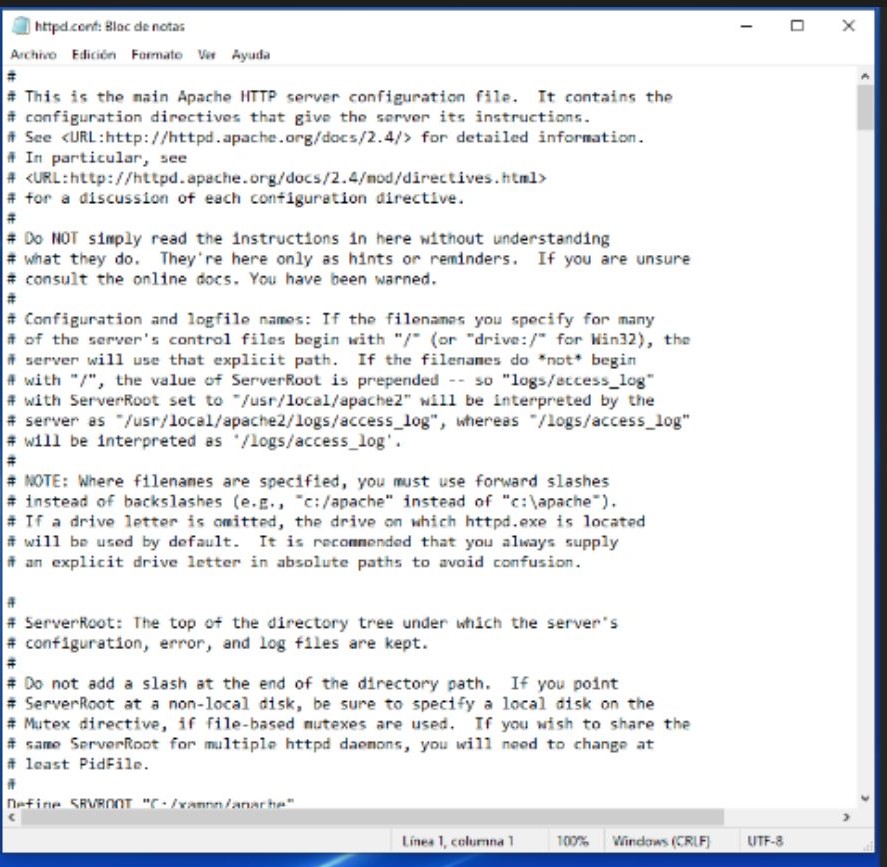 httpd.conf: Bloc de notas
Archivo Edición Formato Ver Ayuda
#
# This is the main Apache HTTP server configuration file.  It contains the
# configuration directives that give the server its instructions.
# See <URL:http://httpd.apache.org/docs/2.4/> for detailed information.
# In particular, see
# <URL:http://httpd.apache.org/docs/2.4/mod/directives.html>
# for a discussion of each configuration directive.
#
# Do NOT simply read the instructions in here without understanding
# what they do.  They're here only as hints or reminders.  If you are unsure
# consult the online docs. You have been warned.
#
# Configuration and logfile names: If the filenames you specify for many
# of the server's control files begin with "/" (or "drive:/" for Win32), the
# server will use that explicit path.  If the filenames do *not* begin
# with "/", the value of ServerRoot is prepended -- so "logs/access_log"
# with ServerRoot set to "/usr/local/apache2" will be interpreted by the
# server as "/usr/local/apache2/logs/access_log", whereas "/logs/access_log"
# will be interpreted as '/logs/access_log'.
#
# NOTE: Where filenames are specified, you must use forward slashes
# instead of backslashes (e.g., "c:/apache" instead of "c:\apache").
# If a drive letter is omitted, the drive on which httpd.exe is located
# will be used by default.  It is recommended that you always supply
# an explicit drive letter in absolute paths to avoid confusion.
#
# ServerRoot: The top of the directory tree under which the server's
# configuration, error, and log files are kept.
#
# Do not add a slash at the end of the directory path.  If you point
# ServerRoot at a non-local disk, be sure to specify a local disk on the
# Mutex directive, if file-based mutexes are used.  If you wish to share the
# same ServerRoot for multiple httpd daemons, you will need to change at
# least PidFile.
#
Define SRVROOT "C:/xampp/apache"
Línea 1, columna 1 100% Windows (CRLF) UTF-8